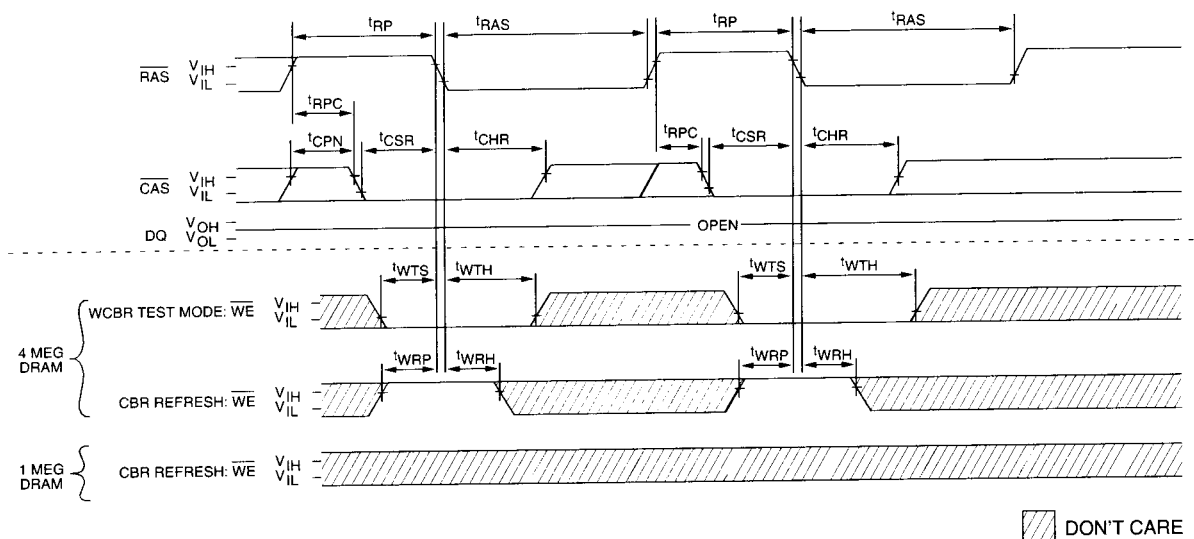 tRP tRAS tRP tRAS
RAS VIH VIL
tRPC
tCPN tCSR tCHR tRPC tCSR tCHR
CAS VIH VIL
DQ VOH VOL OPEN
tWTS tWTH tWTS tWTH
WCBR TEST MODE: WE VIH VIL
4 MEG DRAM
tWRP tWRH tWRP tWRH
CBR REFRESH: WE VIH VIL
1 MEG DRAM
CBR REFRESH: WE VIH VIL
DON'T CARE